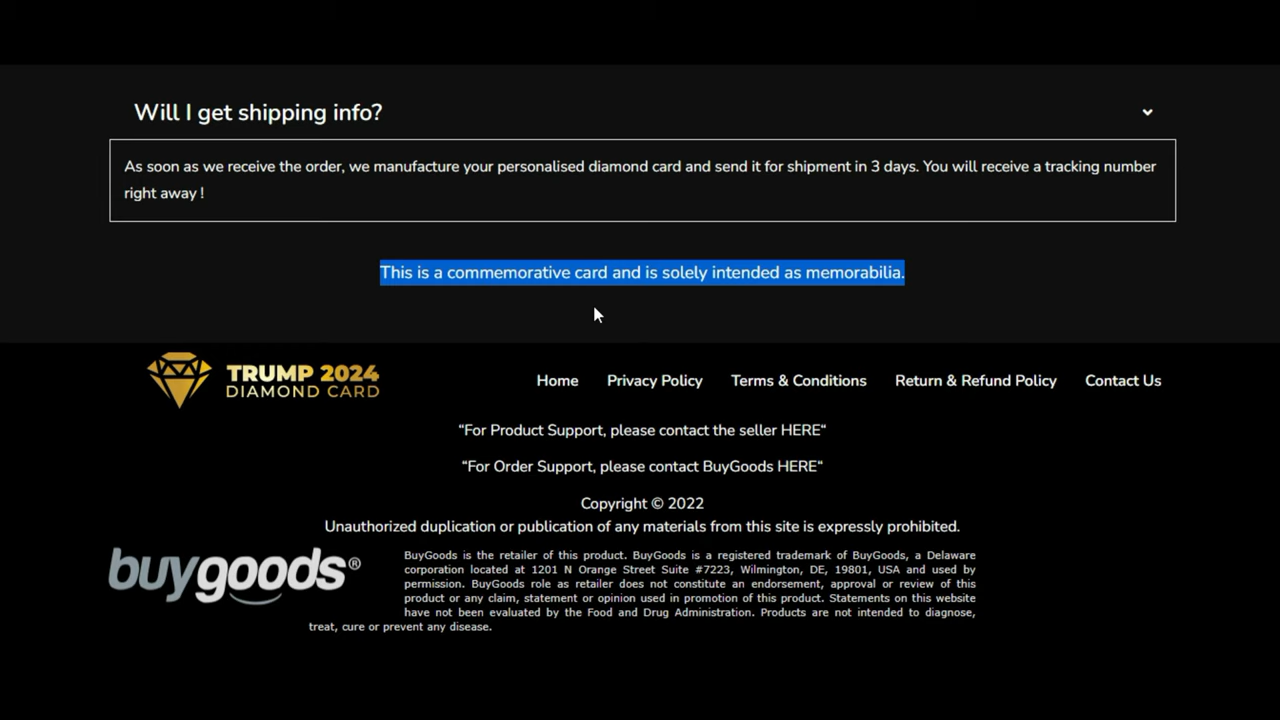 Will I get shipping info?
As soon as we receive the order, we manufacture your personalised diamond card and send it for shipment in 3 days. You will receive a tracking number
right away !
This is a commemorative card and is solely intended as memorabilia.
TRUMP 2024
DIAMOND CARD
Home Privacy Policy Terms & Conditions Return & Refund Policy Contact Us
“For Product Support, please contact the seller HERE“
“For Order Support, please contact BuyGoods HERE“
Copyright © 2022
Unauthorized duplication or publication of any materials from this site is expressly prohibited.
buygoods®
BuyGoods is the retailer of this product. BuyGoods is a registered trademark of BuyGoods, a Delaware
corporation located at 1201 N Orange Street Suite #7223, Wilmington, DE, 19801, USA and used by
permission. BuyGoods role as retailer does not constitute an endorsement, approval or review of this
product or any claim, statement or opinion used in promotion of this product. Statements on this website
have not been evaluated by the Food and Drug Administration. Products are not intended to diagnose,
treat, cure or prevent any disease.